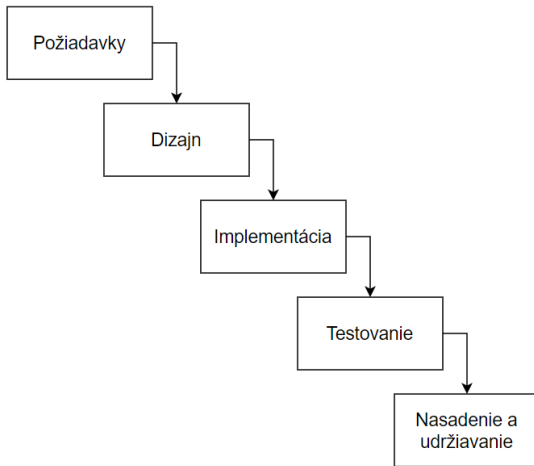 Požiadavky
Dizajn
Implementácia
Testovanie
Nasadenie a
udržiavanie